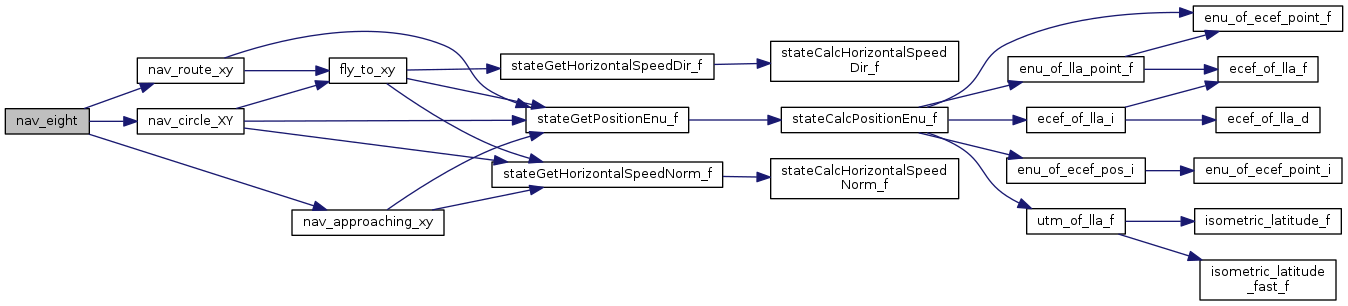 nav_eight
nav_route_xy
nav_circle_XY
nav_approaching_xy
fly_to_xy
stateGetHorizontalSpeedDir_f
stateGetPositionEnu_f
stateGetHorizontalSpeedNorm_f
stateCalcHorizontalSpeed
Dir_f
stateCalcPositionEnu_f
stateCalcHorizontalSpeed
Norm_f
enu_of_lla_point_f
ecef_of_lla_i
enu_of_ecef_pos_i
utm_of_lla_f
enu_of_ecef_point_f
ecef_of_lla_f
ecef_of_lla_d
enu_of_ecef_point_i
isometric_latitude_f
isometric_latitude
_fast_f